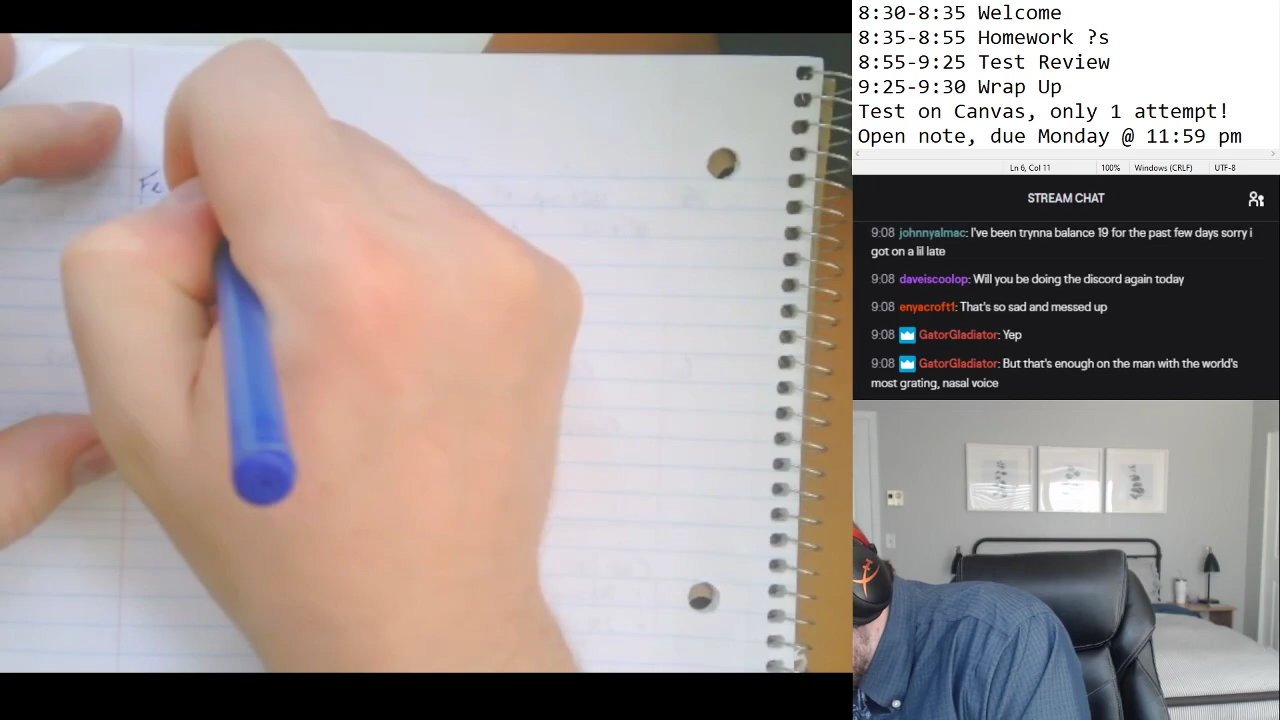 8:30-8:35 Welcome
8:35-8:55 Homework ?s
8:55-9:25 Test Review
9:25-9:30 Wrap Up
Test on Canvas, only 1 attempt!
Open note, due Monday @ 11:59 pm
Ln 6, Col 11 100% Windows (CRLF) UTF-8
STREAM CHAT
9:08 johnnyalmac: I've been trynna balance 19 for the past few days sorry i
got on a lil late
9:08 daveiscoolop: Will you be doing the discord again today
9:08 enyacroft1: That's so sad and messed up
9:08 GatorGladiator: Yep
9:08 GatorGladiator: But that's enough on the man with the world's
most grating, nasal voice
Fe